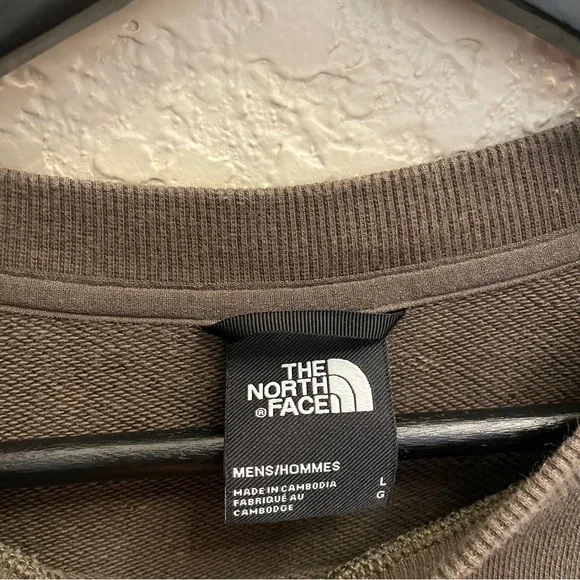 THE
NORTH
® FACE
MENS/HOMMES
MADE IN CAMBODIA
FABRIQUÉ AU
CAMBODGE
L
G